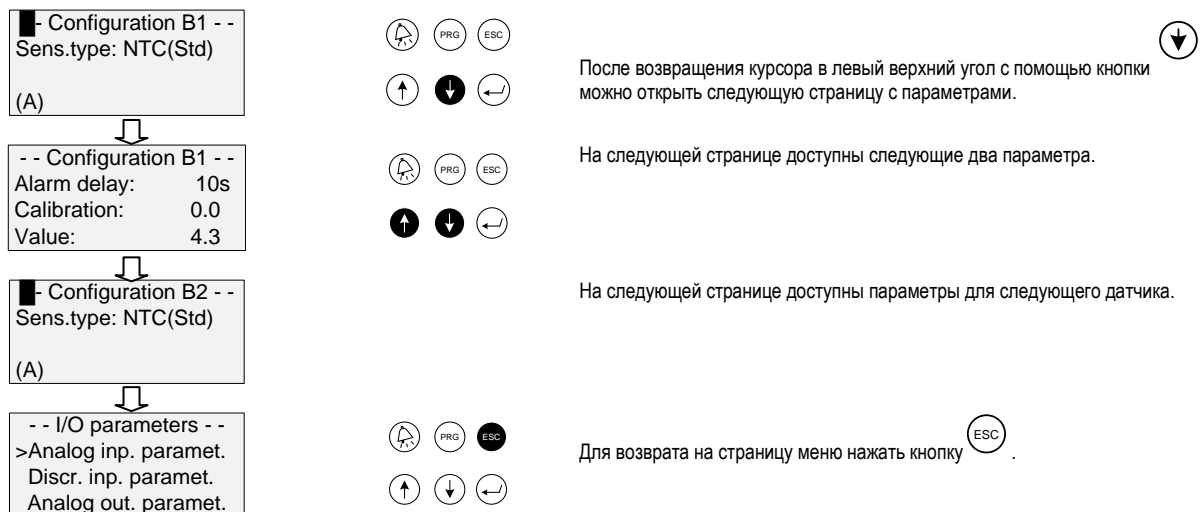 - Configuration B1 - -
Sens.type: NTC(Std)
(A)
PRG ESC
После возвращения курсора в левый верхний угол с помощью кнопки
можно открыть следующую страницу с параметрами.
- - Configuration B1 - -
Alarm delay: 10s
Calibration: 0.0
Value: 4.3
PRG ESC
На следующей странице доступны следующие два параметра.
- Configuration B2 - -
Sens.type: NTC(Std)
(A)
На следующей странице доступны параметры для следующего датчика.
- - I/O parameters - -
>Analog inp. paramet.
Discr. inp. paramet.
Analog out. paramet.
PRG ESC
Для возврата на страницу меню нажать кнопку ESC .